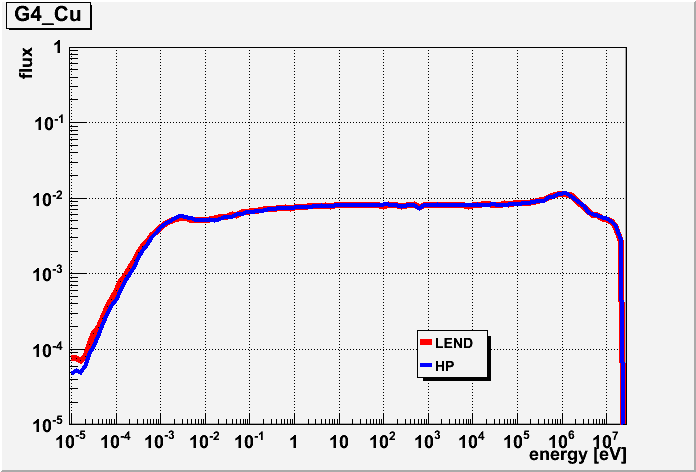 G4_Cu
flux
1
10⁻¹
10⁻²
10⁻³
10⁻⁴
10⁻⁵
LEND
HP
10⁻⁵ 10⁻⁴ 10⁻³ 10⁻² 10⁻¹ 1 10 10² 10³ 10⁴ 10⁵ 10⁶ 10⁷
energy [eV]